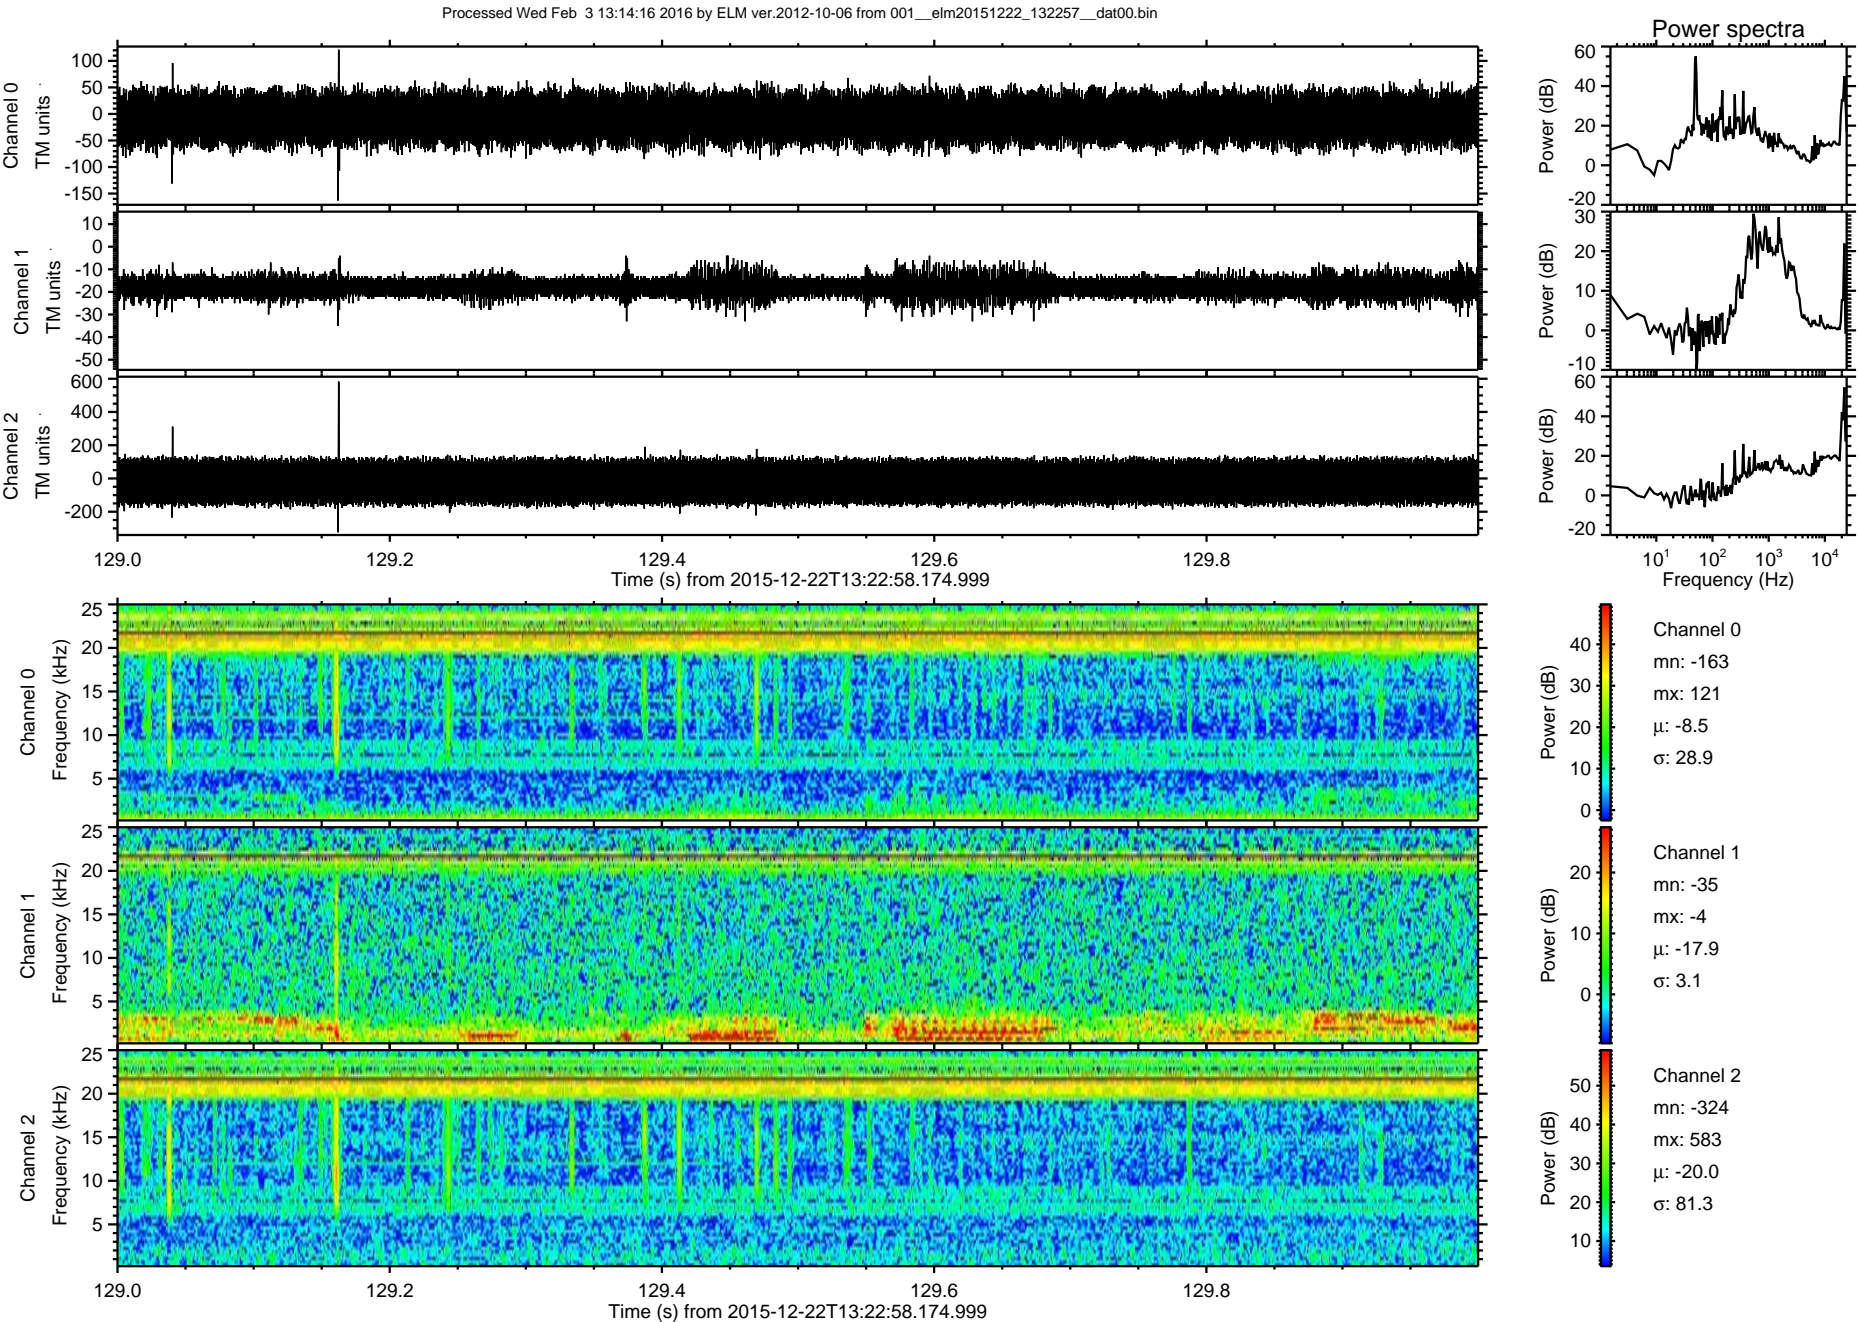 Processed Wed Feb  3 13:14:16 2016 by ELM ver.2012-10-06 from 001__elm20151222_132257__dat00.bin
Power spectra
Channel 0
TM units
100
50
0
-50
-100
-150
Power (dB)
60
40
20
0
-20
Channel 1
TM units
10
0
-10
-20
-30
-40
-50
Power (dB)
30
20
10
0
-10
Channel 2
TM units
600
400
200
0
-200
Power (dB)
60
40
20
0
-20
129.0 129.2 129.4 129.6 129.8
Time (s) from 2015-12-22T13:22:58.174.999
10¹ 10² 10³ 10⁴
Frequency (Hz)
Channel 0
Frequency (kHz)
25
20
15
10
5
Power (dB)
40
30
20
10
0
Channel 0
mn: -163
mx: 121
μ: -8.5
σ: 28.9
Channel 1
Frequency (kHz)
25
20
15
10
5
Power (dB)
20
10
0
Channel 1
mn: -35
mx: -4
μ: -17.9
σ: 3.1
Channel 2
Frequency (kHz)
25
20
15
10
5
Power (dB)
50
40
30
20
10
Channel 2
mn: -324
mx: 583
μ: -20.0
σ: 81.3
129.0 129.2 129.4 129.6 129.8
Time (s) from 2015-12-22T13:22:58.174.999